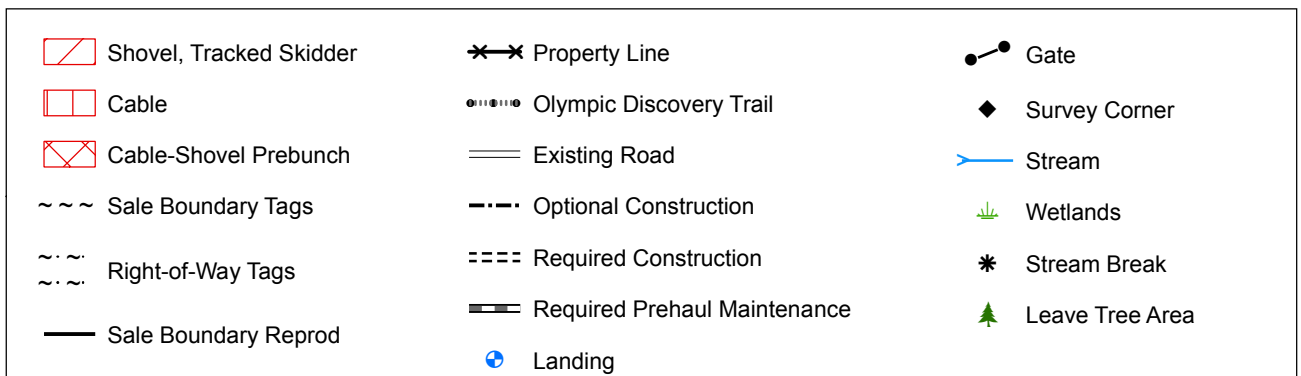 Shovel, Tracked Skidder
Cable
Cable-Shovel Prebunch
Sale Boundary Tags
Right-of-Way Tags
Sale Boundary Reprod
Property Line
Olympic Discovery Trail
Existing Road
Optional Construction
Required Construction
Required Prehaul Maintenance
Landing
Gate
Survey Corner
Stream
Wetlands
Stream Break
Leave Tree Area